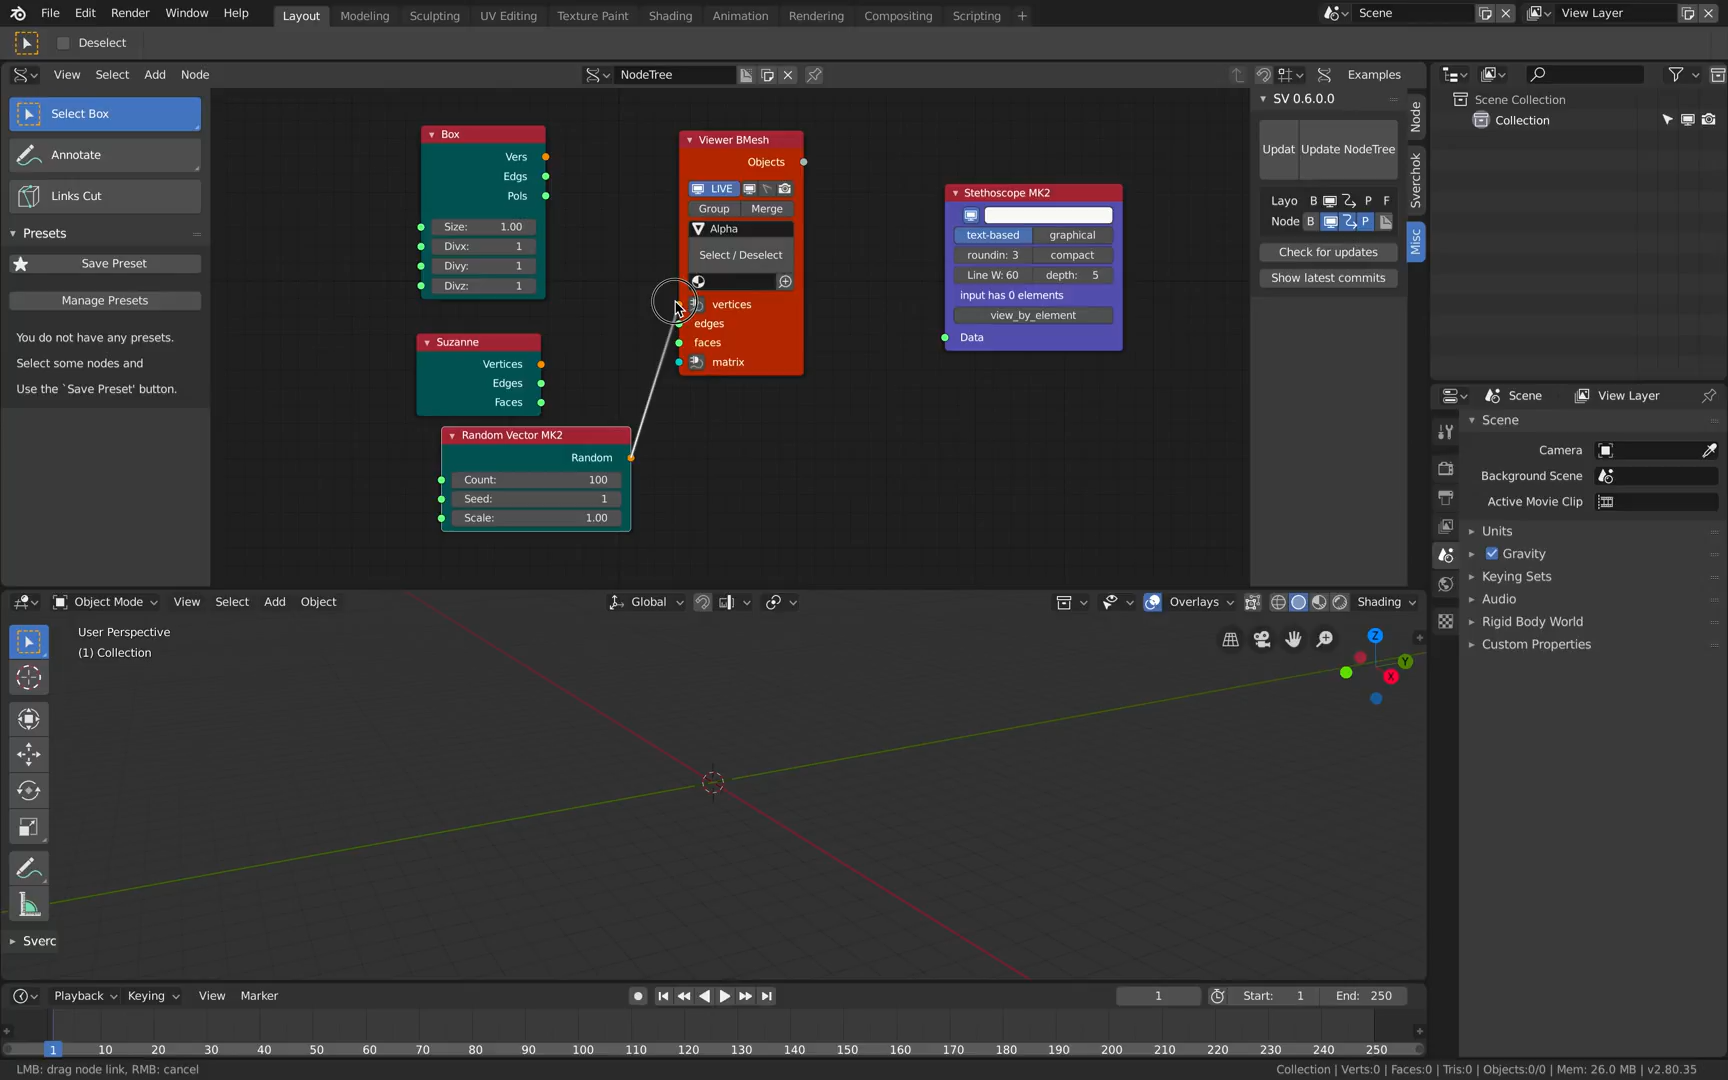 File Edit Render Window Help Layout Modeling Sculpting UV Editing Texture Paint Shading Animation Rendering Compositing Scripting Scene View Layer
Deselect
View Select Add Node NodeTree Examples
Select Box
Annotate
Links Cut
Presets
Save Preset
Manage Presets
You do not have any presets.
Select some nodes and
Use the `Save Preset' button.
Box
Vers
Edgs
Pols
Size: 1.00
Divx: 1
Divy: 1
Divz: 1
Suzanne
Vertices
Edges
Faces
Random Vector MK2
Random
Count: 100
Seed: 1
Scale: 1.00
Viewer BMesh
Objects
LIVE
Group Merge
Alpha
Select / Deselect
vertices
edges
faces
matrix
Stethoscope MK2
text-based graphical
roundin: 3 compact
Line W: 60 depth: 5
input has 0 elements
view_by_element
Data
SV 0.6.0.0
Updat Update NodeTree
Layo B P F
Node B P
Check for updates
Show latest commits
Node
Sverchok
Misc
Scene Collection
Collection
Scene View Layer
Scene
Camera
Background Scene
Active Movie Clip
Units
Gravity
Keying Sets
Audio
Rigid Body World
Custom Properties
Object Mode View Select Add Object Global Overlays Shading
User Perspective
(1) Collection
Z
Y
X
Sverc
Playback Keying View Marker 1 Start: 1 End: 250
1 10 20 30 40 50 60 70 80 90 100 110 120 130 140 150 160 170 180 190 200 210 220 230 240 250
LMB: drag node link, RMB: cancel Collection | Verts:0 | Faces:0 | Tris:0 | Objects:0/0 | Mem: 26.0 MB | v2.80.35